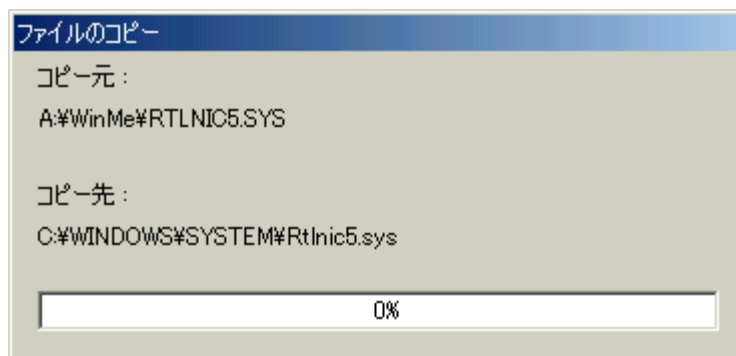 ファイルのコピー
コピー元：
A:¥WinMe¥RTLNIC5.SYS
コピー先：
C:¥WINDOWS¥SYSTEM¥Rtlnic5.sys
0%